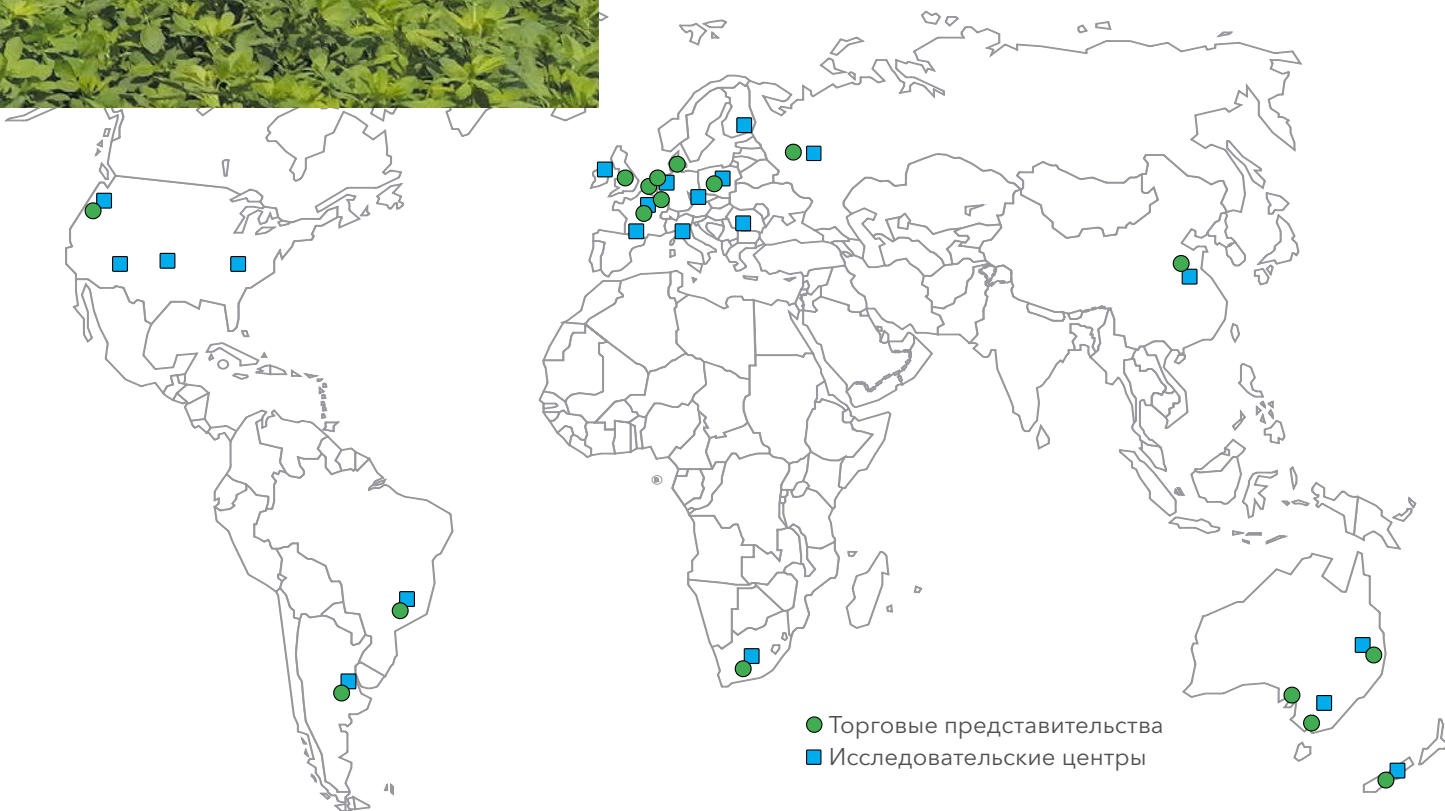 Торговые представительства
Исследовательские центры